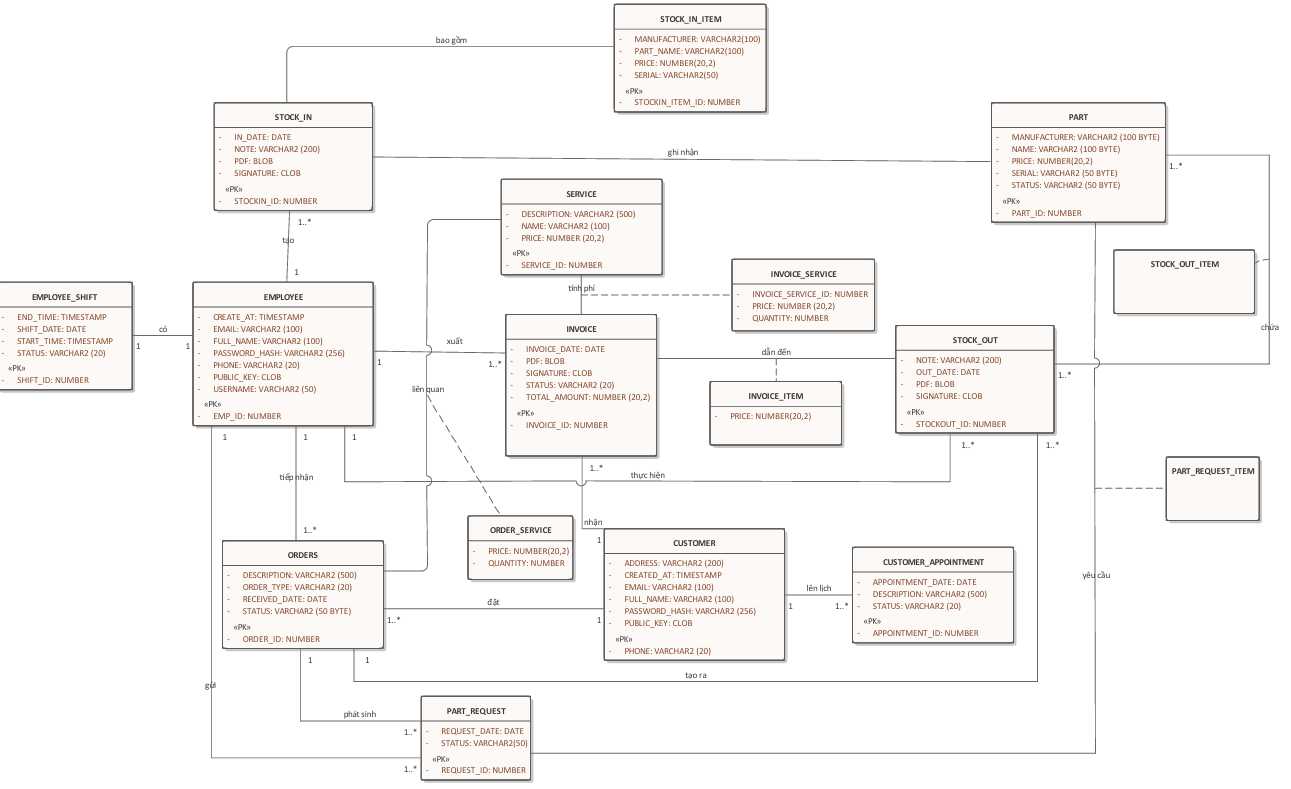 STOCK_IN_ITEM
- MANUFACTURER: VARCHAR2(100)
- PART_NAME: VARCHAR2(100)
- PRICE: NUMBER(20,2)
- SERIAL: VARCHAR2(50)
«PK»
- STOCKIN_ITEM_ID: NUMBER
bao gồm
STOCK_IN
- IN_DATE: DATE
- NOTE: VARCHAR2 (200)
- PDF: BLOB
- SIGNATURE: CLOB
«PK»
- STOCKIN_ID: NUMBER
ghi nhận
PART
- MANUFACTURER: VARCHAR2 (100 BYTE)
- NAME: VARCHAR2 (100 BYTE)
- PRICE: NUMBER(20,2)
- SERIAL: VARCHAR2 (50 BYTE)
- STATUS: VARCHAR2 (50 BYTE)
«PK»
- PART_ID: NUMBER
1..*
SERVICE
- DESCRIPTION: VARCHAR2 (500)
- NAME: VARCHAR2 (100)
- PRICE: NUMBER (20,2)
«PK»
- SERVICE_ID: NUMBER
1..*
tạo
1
STOCK_OUT_ITEM
INVOICE_SERVICE
- INVOICE_SERVICE_ID: NUMBER
- PRICE: NUMBER (20,2)
- QUANTITY: NUMBER
tính phí
EMPLOYEE_SHIFT
- END_TIME: TIMESTAMP
- SHIFT_DATE: DATE
- START_TIME: TIMESTAMP
- STATUS: VARCHAR2 (20)
«PK»
- SHIFT_ID: NUMBER
có
1
1
EMPLOYEE
- CREATE_AT: TIMESTAMP
- EMAIL: VARCHAR2 (100)
- FULL_NAME: VARCHAR2 (100)
- PASSWORD_HASH: VARCHAR2 (256)
- PHONE: VARCHAR2 (20)
- PUBLIC_KEY: CLOB
- USERNAME: VARCHAR2 (50)
«PK»
- EMP_ID: NUMBER
xuất
1
1..*
INVOICE
- INVOICE_DATE: DATE
- PDF: BLOB
- SIGNATURE: CLOB
- STATUS: VARCHAR2 (20)
- TOTAL_AMOUNT: NUMBER (20,2)
«PK»
- INVOICE_ID: NUMBER
dẫn đến
INVOICE_ITEM
- PRICE: NUMBER(20,2)
STOCK_OUT
- NOTE: VARCHAR2 (200)
- OUT_DATE: DATE
- PDF: BLOB
- SIGNATURE: CLOB
«PK»
- STOCKOUT_ID: NUMBER
chứa
1..*
liên quan
1
1
1
1..*
1..*
1..*
tiếp nhận
thực hiện
PART_REQUEST_ITEM
1..*
nhận
1
ORDER_SERVICE
- PRICE: NUMBER(20,2)
- QUANTITY: NUMBER
ORDERS
- DESCRIPTION: VARCHAR2 (500)
- ORDER_TYPE: VARCHAR2 (20)
- RECEIVED_DATE: DATE
- STATUS: VARCHAR2 (50 BYTE)
«PK»
- ORDER_ID: NUMBER
đặt
1..*
1
CUSTOMER
- ADDRESS: VARCHAR2 (200)
- CREATED_AT: TIMESTAMP
- EMAIL: VARCHAR2 (100)
- FULL_NAME: VARCHAR2 (100)
- PASSWORD_HASH: VARCHAR2 (256)
- PUBLIC_KEY: CLOB
«PK»
- PHONE: VARCHAR2 (20)
lên lịch
1
1..*
CUSTOMER_APPOINTMENT
- APPOINTMENT_DATE: DATE
- DESCRIPTION: VARCHAR2 (500)
- STATUS: VARCHAR2 (20)
«PK»
- APPOINTMENT_ID: NUMBER
yêu cầu
1
1
tạo ra
gửi
phát sinh
1..*
1..*
PART_REQUEST
- REQUEST_DATE: DATE
- STATUS: VARCHAR2(50)
«PK»
- REQUEST_ID: NUMBER